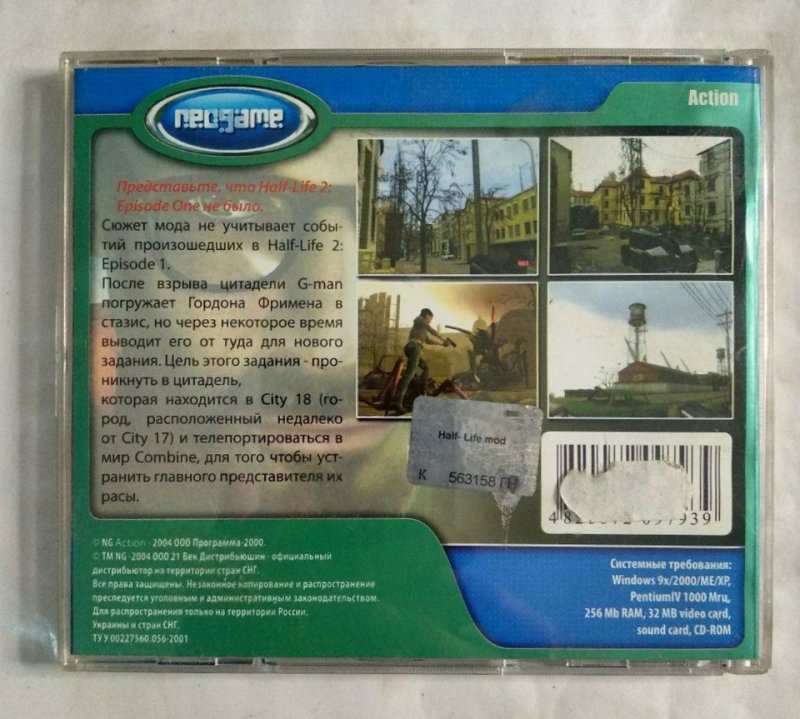 Action
neogame
Представьте, что Half-Life 2:
Episode One не было.
Сюжет мода не учитывает собы-
тий произошедших в Half-Life 2:
Episode 1.
После взрыва цитадели G-man
погружает Гордона Фримена в
стазис, но через некоторое время
выводит его от туда для нового
задания. Цель этого задания - про-
никнуть в цитадель,
которая находится в City 18 (го-
род, расположенный недалеко
от City 17) и телепортироваться в
мир Combine, для того чтобы уст-
ранить главного представителя их
расы.
Half- Life mod
К 563158 ГН
© NG Action - 2004 ООО Программа-2000.
© TM NG -2004 ООО 21 Век Дистрибьюшин - официальный
дистрибьютор на территории стран СНГ.
Все права защищены. Незаконное копирование и распространение
преследуется уголовным и административным законодательством.
Для распространения только на территории России,
Украины и стран СНГ.
ТУ У 00227560.056-2001
Системные требования:
Windows 9x/2000/ME/XP,
PentiumIV 1000 Мгц,
256 Mb RAM, 32 MB video card,
sound card, CD-ROM